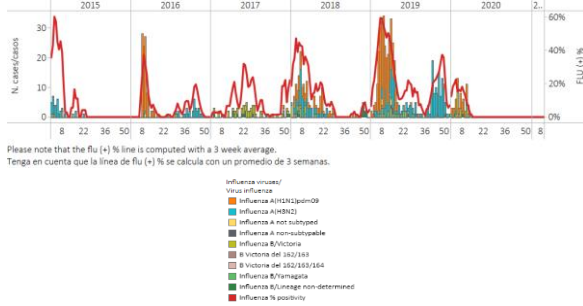 2015 2016 2017 2018 2019 2020 2...
30 60%
20 40%
10 20%
0 0%
N. cases/casos
FLU (+) %
8 22 36 50 8 22 36 50 8 22 36 50 8 22 36 50 8 22 36 50 8 22 36 50 8
Please note that the flu (+) % line is computed with a 3 week average.
Tenga en cuenta que la línea de flu (+) % se calcula con un promedio de 3 semanas.
Influenza viruses/
Virus influenza
Influenza A(H1N1)pdm09
Influenza A(H3N2)
Influenza A not subtyped
Influenza A non-subtypable
Influenza B/Victoria
B Victoria del 162/163
B Victoria del 162/163/164
Influenza B/Yamagata
Influenza B/Lineage non-determined
Influenza % positivity